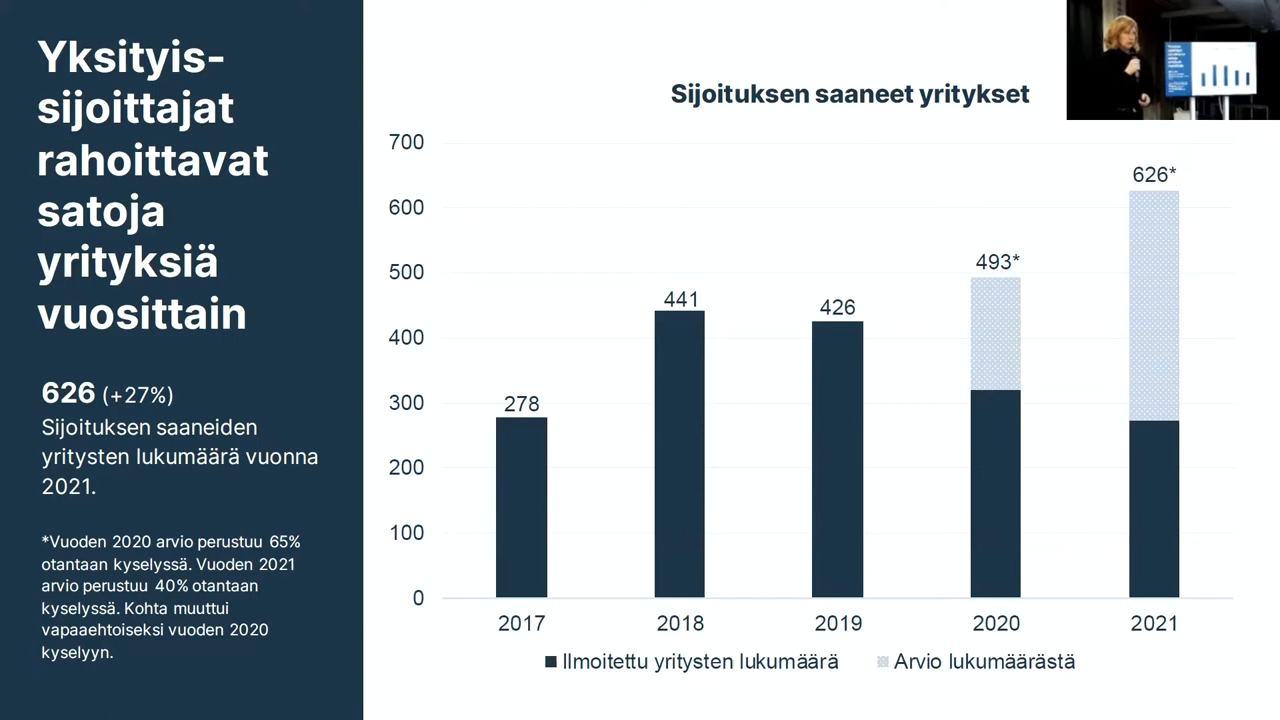 Yksityis-
sijoittajat
rahoittavat
satoja
yrityksiä
vuosittain
626 (+27%)
Sijoituksen saaneiden
yritysten lukumäärä vuonna
2021.
*Vuoden 2020 arvio perustuu 65%
otantaan kyselyssä. Vuoden 2021
arvio perustuu 40% otantaan
kyselyssä. Kohta muuttui
vapaaehtoiseksi vuoden 2020
kyselyyn.
Sijoituksen saaneet yritykset
700
600
500
400
300
200
100
0
278
441
426
493*
626*
2017
2018
2019
2020
2021
Ilmoitettu yritysten lukumäärä
Arvio lukumäärästä